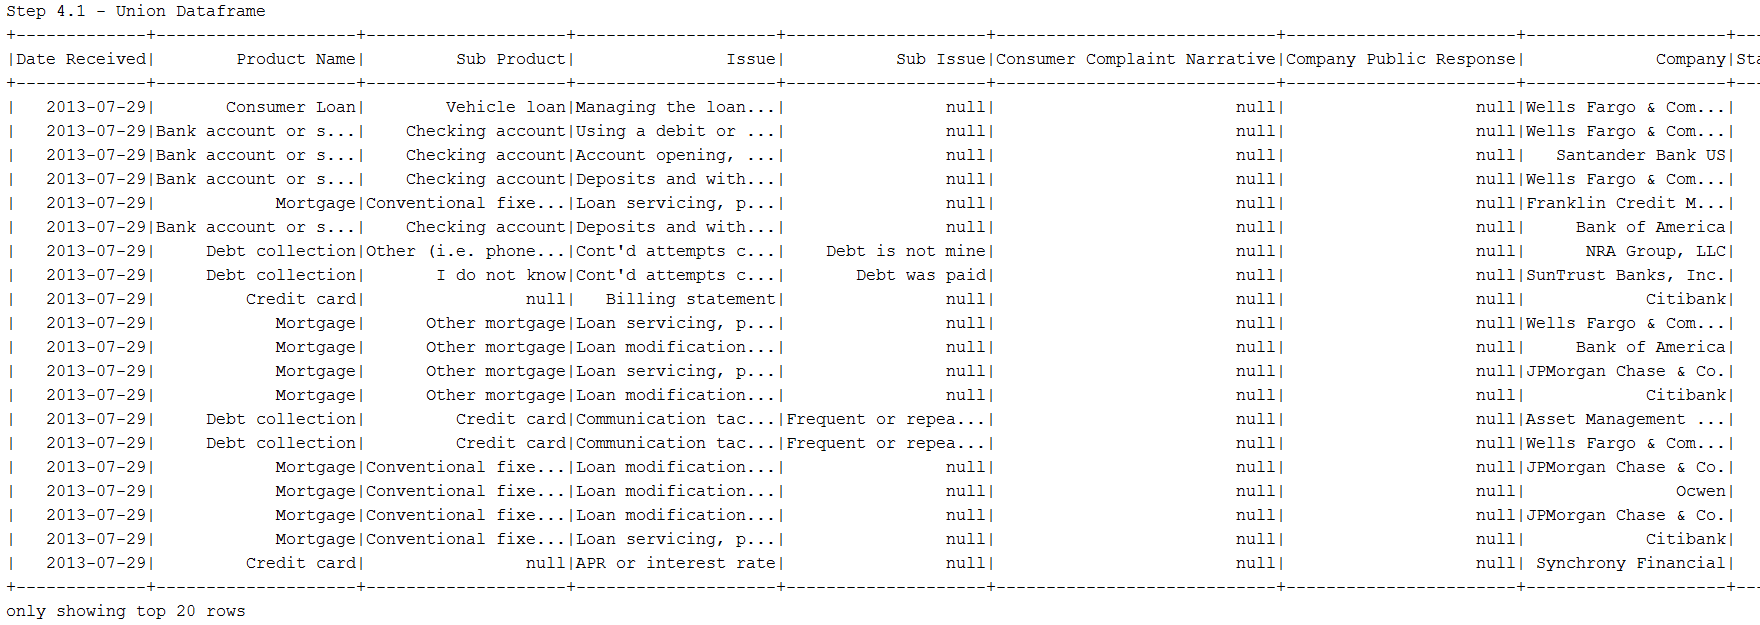 Step 4.1 - Union Dataframe
+-------------+--------------------+--------------------+--------------------+--------------------+----------------------------+-----------------------+--------------------+---
|Date Received|        Product Name|         Sub Product|               Issue|           Sub Issue|Consumer Complaint Narrative|Company Public Response|             Company|Sta
+-------------+--------------------+--------------------+--------------------+--------------------+----------------------------+-----------------------+--------------------+---
|   2013-07-29|       Consumer Loan|        Vehicle loan|Managing the loan...|                null|                        null|                   null|Wells Fargo & Com...|
|   2013-07-29|Bank account or s...|    Checking account|Using a debit or ...|                null|                        null|                   null|Wells Fargo & Com...|
|   2013-07-29|Bank account or s...|    Checking account|Account opening, ...|                null|                        null|                   null|   Santander Bank US|
|   2013-07-29|Bank account or s...|    Checking account|Deposits and with...|                null|                        null|                   null|Wells Fargo & Com...|
|   2013-07-29|            Mortgage|Conventional fixe...|Loan servicing, p...|                null|                        null|                   null|Franklin Credit M...|
|   2013-07-29|Bank account or s...|    Checking account|Deposits and with...|                null|                        null|                   null|     Bank of America|
|   2013-07-29|     Debt collection|Other (i.e. phone...|Cont'd attempts c...|    Debt is not mine|                        null|                   null|      NRA Group, LLC|
|   2013-07-29|     Debt collection|       I do not know|Cont'd attempts c...|       Debt was paid|                        null|                   null|SunTrust Banks, Inc.|
|   2013-07-29|         Credit card|                null|   Billing statement|                null|                        null|                   null|            Citibank|
|   2013-07-29|            Mortgage|      Other mortgage|Loan servicing, p...|                null|                        null|                   null|Wells Fargo & Com...|
|   2013-07-29|            Mortgage|      Other mortgage|Loan modification...|                null|                        null|                   null|     Bank of America|
|   2013-07-29|            Mortgage|      Other mortgage|Loan servicing, p...|                null|                        null|                   null|JPMorgan Chase & Co.|
|   2013-07-29|            Mortgage|      Other mortgage|Loan modification...|                null|                        null|                   null|            Citibank|
|   2013-07-29|     Debt collection|         Credit card|Communication tac...|Frequent or repea...|                        null|                   null|Asset Management ...|
|   2013-07-29|     Debt collection|         Credit card|Communication tac...|Frequent or repea...|                        null|                   null|Wells Fargo & Com...|
|   2013-07-29|            Mortgage|Conventional fixe...|Loan modification...|                null|                        null|                   null|JPMorgan Chase & Co.|
|   2013-07-29|            Mortgage|Conventional fixe...|Loan modification...|                null|                        null|                   null|               Ocwen|
|   2013-07-29|            Mortgage|Conventional fixe...|Loan modification...|                null|                        null|                   null|JPMorgan Chase & Co.|
|   2013-07-29|            Mortgage|Conventional fixe...|Loan servicing, p...|                null|                        null|                   null|            Citibank|
|   2013-07-29|         Credit card|                null|APR or interest rate|                null|                        null|                   null| Synchrony Financial|
+-------------+--------------------+--------------------+--------------------+--------------------+----------------------------+-----------------------+--------------------+---
only showing top 20 rows